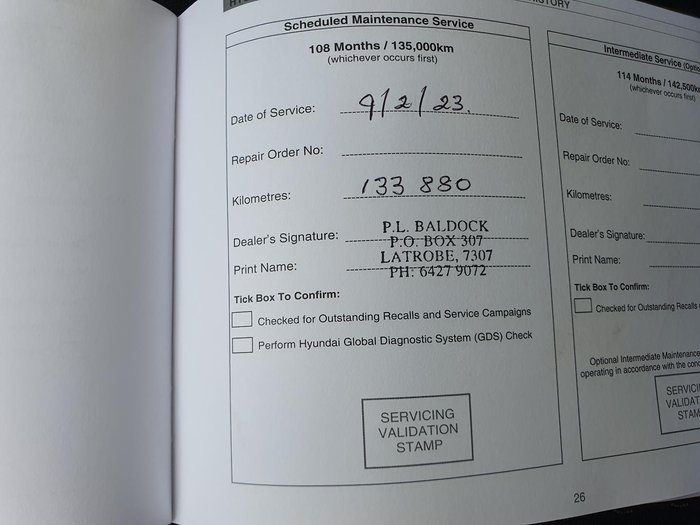 Scheduled Maintenance Service
108 Months / 135,000km
(whichever occurs first)
Date of Service: 9/2/23.
Repair Order No:
Kilometres: 133 880
Dealer's Signature: P.L. BALDOCK
P.O. BOX 307
Print Name: LATROBE, 7307
PH: 6427 9072
Tick Box To Confirm:
Checked for Outstanding Recalls and Service Campaigns
Perform Hyundai Global Diagnostic System (GDS) Check
SERVICING
VALIDATION
STAMP
Intermediate Service
114 Months / 142,500km
(whichever occurs first)
Date of Service:
Repair Order No:
Kilometres:
Dealer's Signature:
Print Name:
Tick Box To Confirm:
Checked for Outstanding Recalls
Optional Intermediate Maintenance
operating in accordance with the
STAM
26